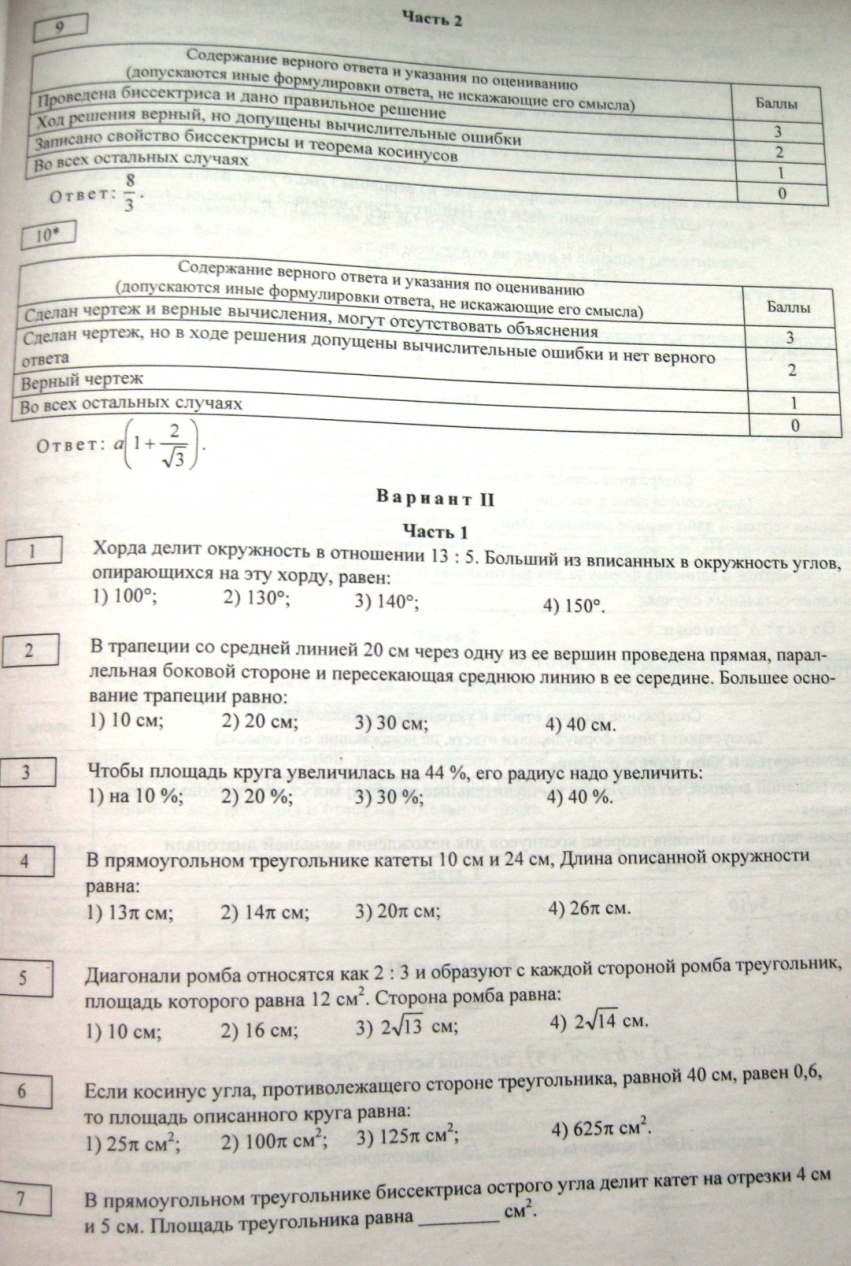 Часть 2
9
Содержание верного ответа и указания по оцениванию
(допускаются иные формулировки ответа, не искажающие его смысла)
Баллы
Проведена биссектриса и дано правильное решение
3
Ход решения верный, но допущены вычислительные ошибки
2
Записано свойство биссектрисы и теорема косинусов
1
Во всех остальных случаях
0
Ответ: 8/3.
10*
Содержание верного ответа и указания по оцениванию
(допускаются иные формулировки ответа, не искажающие его смысла)
Баллы
Сделан чертеж и верные вычисления, могут отсутствовать объяснения
3
Сделан чертеж, но в ходе решения допущены вычислительные ошибки и нет верного
ответа
2
Верный чертеж
1
Во всех остальных случаях
0
Ответ: a(1+2/√3).
Вариант II
Часть 1
1
Хорда делит окружность в отношении 13 : 5. Больший из вписанных в окружность углов,
опирающихся на эту хорду, равен:
1) 100°; 2) 130°; 3) 140°; 4) 150°.
2
В трапеции со средней линией 20 см через одну из ее вершин проведена прямая, парал-
лельная боковой стороне и пересекающая среднюю линию в ее середине. Большее осно-
вание трапеции равно:
1) 10 см; 2) 20 см; 3) 30 см; 4) 40 см.
3
Чтобы площадь круга увеличилась на 44 %, его радиус надо увеличить:
1) на 10 %; 2) 20 %; 3) 30 %; 4) 40 %.
4
В прямоугольном треугольнике катеты 10 см и 24 см, Длина описанной окружности
равна:
1) 13π см; 2) 14π см; 3) 20π см; 4) 26π см.
5
Диагонали ромба относятся как 2 : 3 и образуют с каждой стороной ромба треугольник,
площадь которого равна 12 см². Сторона ромба равна:
1) 10 см; 2) 16 см; 3) 2√13 см; 4) 2√14 см.
6
Если косинус угла, противолежащего стороне треугольника, равной 40 см, равен 0,6,
то площадь описанного круга равна:
1) 25π см²; 2) 100π см²; 3) 125π см²; 4) 625π см².
7
В прямоугольном треугольнике биссектриса острого угла делит катет на отрезки 4 см
и 5 см. Площадь треугольника равна ________ см².